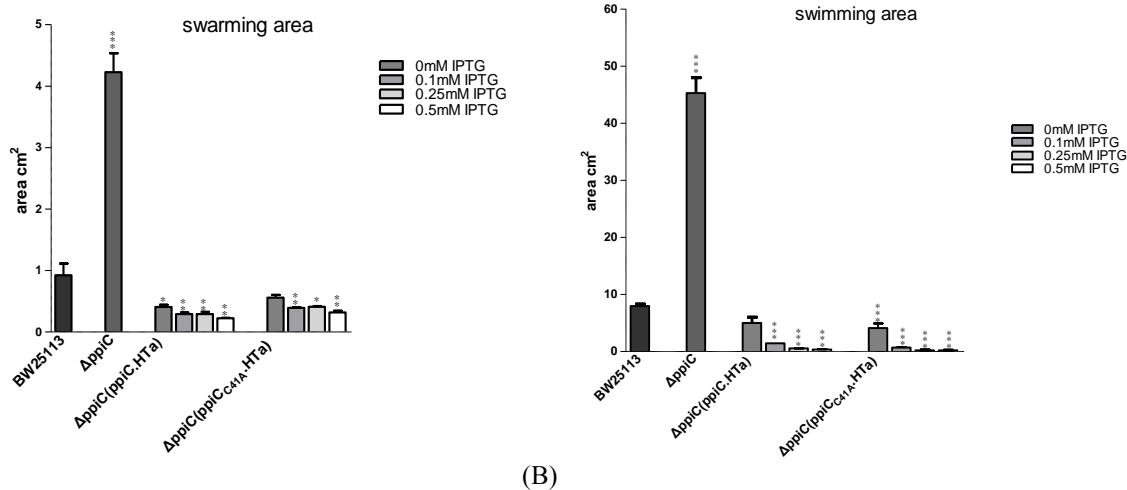 swarming area
5
4
3
2
1
0
area cm²
***
*
**
**
**
**
*
**
0mM IPTG
0.1mM IPTG
0.25mM IPTG
0.5mM IPTG
BW25113
ΔppiC
ΔppiC(ppiC.HTa)
ΔppiC(ppiC_C41A.HTa)
swimming area
60
50
40
30
20
10
0
area cm²
***
***
***
***
***
***
***
***
0mM IPTG
0.1mM IPTG
0.25mM IPTG
0.5mM IPTG
BW25113
ΔppiC
ΔppiC(ppiC.HTa)
ΔppiC(ppiC_C41A.HTa)
(B)